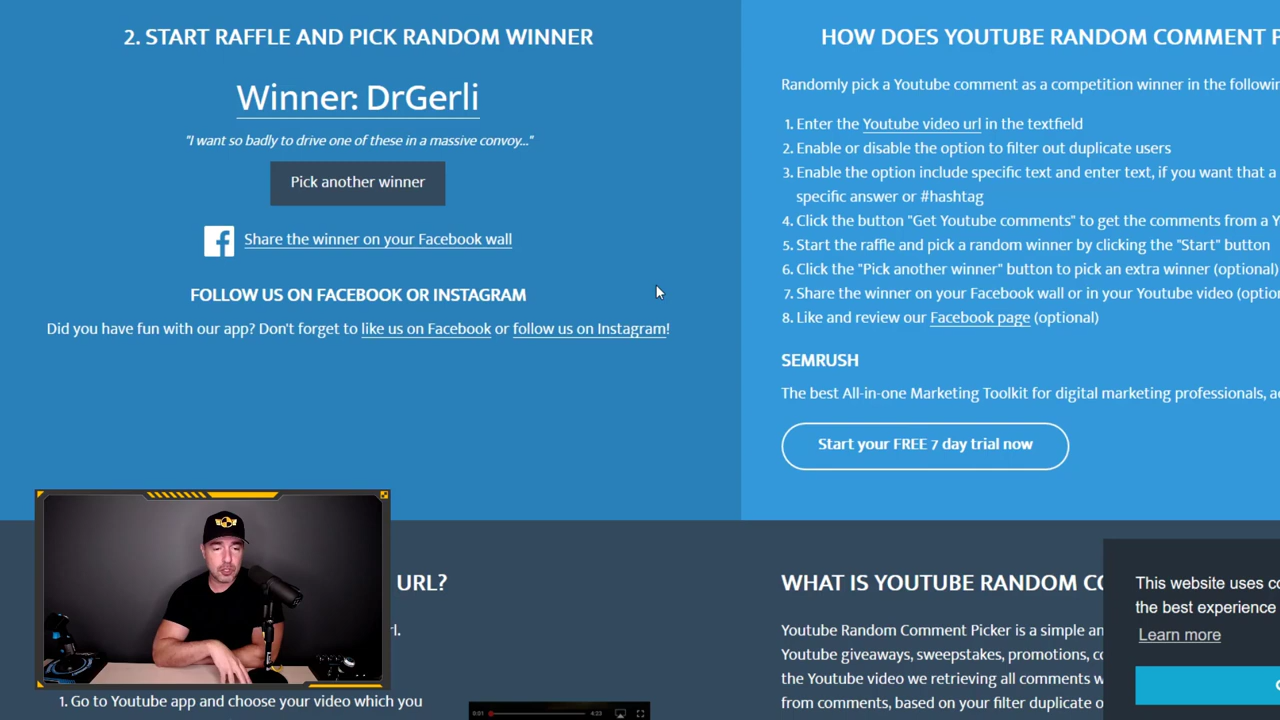 2. START RAFFLE AND PICK RANDOM WINNER
Winner: DrGerli
"I want so badly to drive one of these in a massive convoy..."
Pick another winner
Share the winner on your Facebook wall
FOLLOW US ON FACEBOOK OR INSTAGRAM
Did you have fun with our app? Don't forget to like us on Facebook or follow us on Instagram!
HOW DOES YOUTUBE RANDOM COMMENT P
Randomly pick a Youtube comment as a competition winner in the
1. Enter the Youtube video url in the textfield
2. Enable or disable the option to filter out duplicate users
3. Enable the option include specific text and enter text, if you want that a
specific answer or #hashtag
4. Click the button "Get Youtube comments" to get the comments from a
5. Start the raffle and pick a random winner by clicking the "Start" button
6. Click the "Pick another winner" button to pick an extra winner (optional)
7. Share the winner on your Facebook wall or in your Youtube video
8. Like and review our Facebook page (optional)
SEMRUSH
The best All-in-one Marketing Toolkit for digital marketing professionals,
Start your FREE 7 day trial now
URL?
rl.
1. Go to Youtube app and choose your video which you
0:01
4:23
WHAT IS YOUTUBE RANDOM
Youtube Random Comment Picker is a simple
Youtube giveaways, sweepstakes, promotions,
the Youtube video we retrieving all comments
from comments, based on your filter duplicate
This website uses
the best experience
Learn more